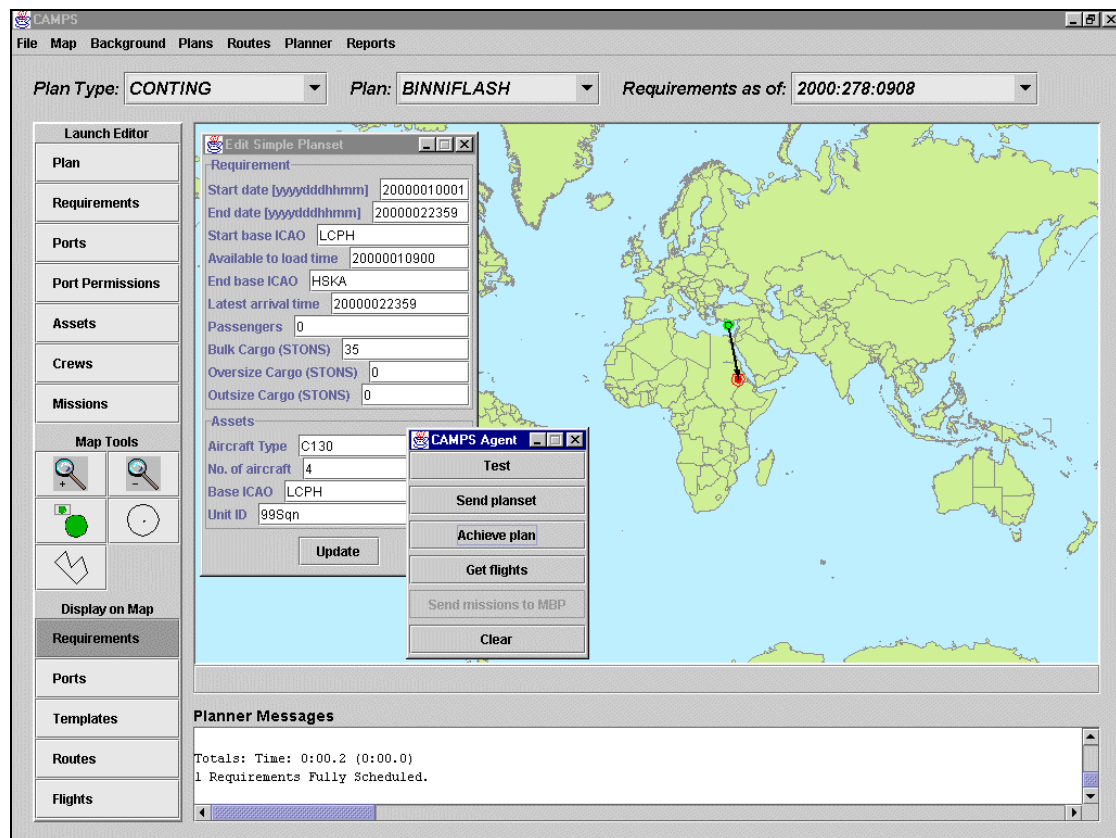 CAMPS
File Map Background Plans Routes Planner Reports
Plan Type: CONTING Plan: BINNIFLASH Requirements as of: 2000:278:0908
Launch Editor
Plan
Requirements
Ports
Port Permissions
Assets
Crews
Missions
Map Tools
+ -
Display on Map
Requirements
Ports
Templates
Routes
Flights
Edit Simple Planset
Requirement
Start date [yyyydddhhmm] 20000010001
End date [yyyydddhhmm] 20000022359
Start base ICAO LCPH
Available to load time 20000010900
End base ICAO HSKA
Latest arrival time 20000022359
Passengers 0
Bulk Cargo (STONS) 35
Oversize Cargo (STONS) 0
Outsize Cargo (STONS) 0
Assets
Aircraft Type C130
No. of aircraft 4
Base ICAO LCPH
Unit ID 99Sqn
Update
CAMPS Agent
Test
Send planset
Achieve plan
Get flights
Send missions to MBP
Clear
Planner Messages
Totals: Time: 0:00.2 (0:00.0)
1 Requirements Fully Scheduled.